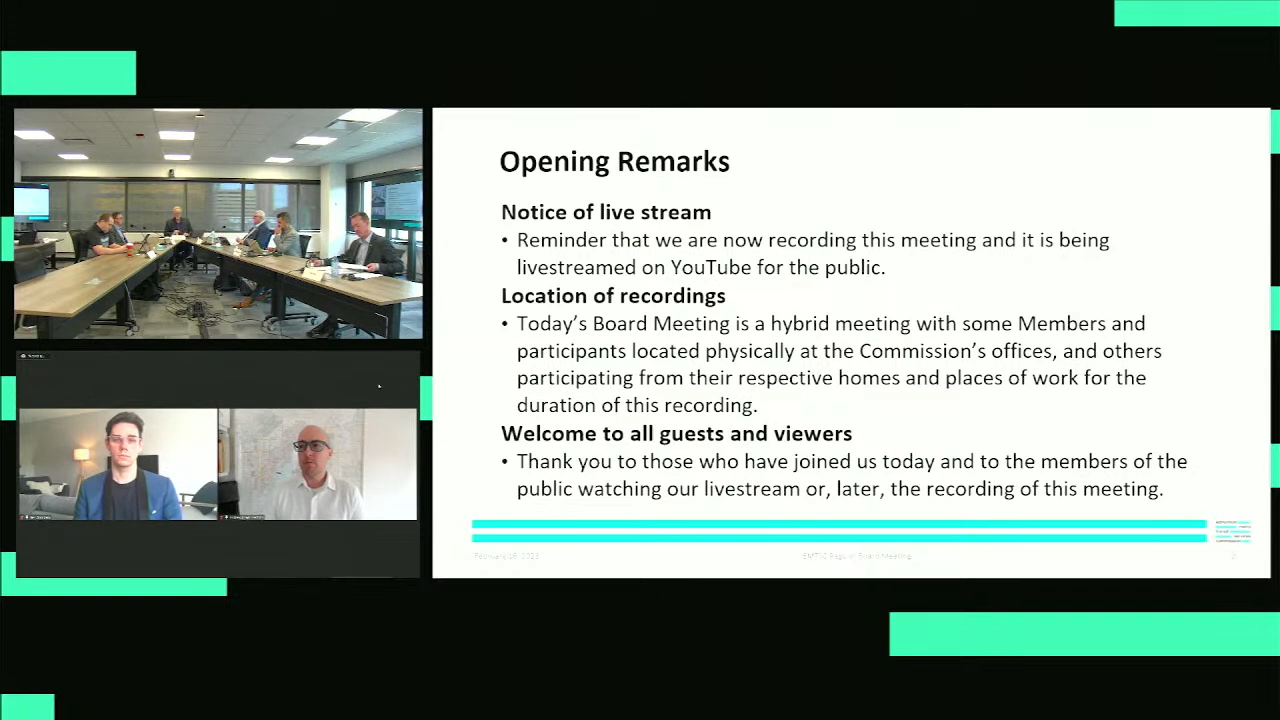 Opening Remarks
Notice of live stream
• Reminder that we are now recording this meeting and it is being
livestreamed on YouTube for the public.
Location of recordings
• Today’s Board Meeting is a hybrid meeting with some Members and
participants located physically at the Commission’s offices, and others
participating from their respective homes and places of work for the
duration of this recording.
Welcome to all guests and viewers
• Thank you to those who have joined us today and to the members of the
public watching our livestream or, later, the recording of this meeting.
EMTSC Regular Board Meeting